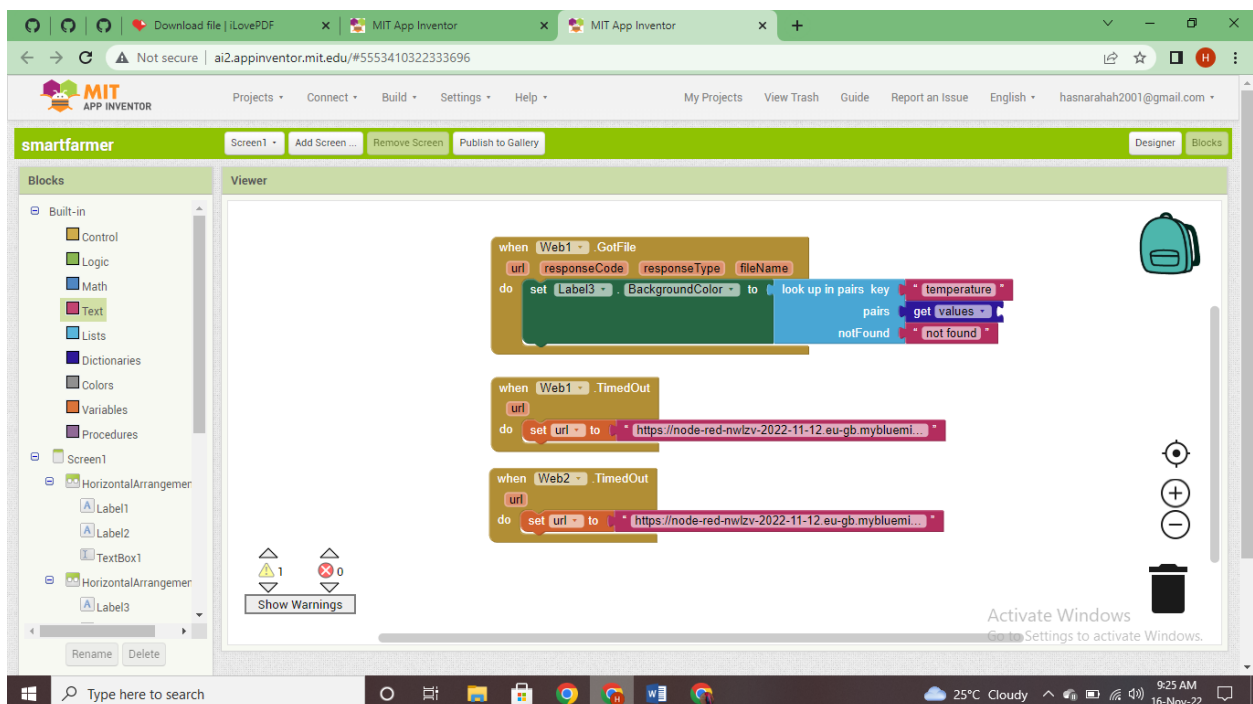 Download file | iLovePDF
MIT App Inventor
MIT App Inventor
Not secure ai2.appinventor.mit.edu/#5553410322333696
H
MIT
APP INVENTOR
Projects Connect Build Settings Help My Projects View Trash Guide Report an Issue English hasnarahah2001@gmail.com
smartfarmer Screen1 Add Screen ... Remove Screen Publish to Gallery Designer Blocks
Blocks Viewer
Built-in
Control
Logic
Math
Text
Lists
Dictionaries
Colors
Variables
Procedures
Screen1
HorizontalArrangemer
Label1
Label2
TextBox1
HorizontalArrangemer
Label3
Rename Delete
when Web1 .GotFile
url responseCode responseType fileName
do set Label3 . BackgroundColor to look up in pairs key " temperature "
pairs get values
notFound " not found "
when Web1 .TimedOut
url
do set url to " https://node-red-nwlzv-2022-11-12.eu-gb.mybluemi... "
when Web2 .TimedOut
url
do set url to " https://node-red-nwlzv-2022-11-12.eu-gb.mybluemi... "
1 0
Show Warnings
Activate Windows
Go to Settings to activate Windows.
Type here to search
25°C Cloudy
9:25 AM
16-Nov-22